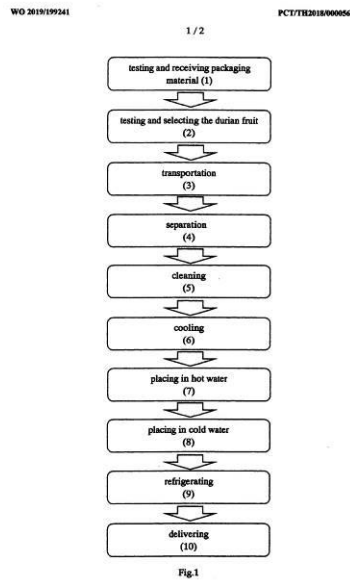 WO 2019/199241
PCT/TH2018/000056
1 / 2
testing and receiving packaging
material (1)
testing and selecting the durian fruit
(2)
transportation
(3)
separation
(4)
cleaning
(5)
cooling
(6)
placing in hot water
(7)
placing in cold water
(8)
refrigerating
(9)
delivering
(10)
Fig.1